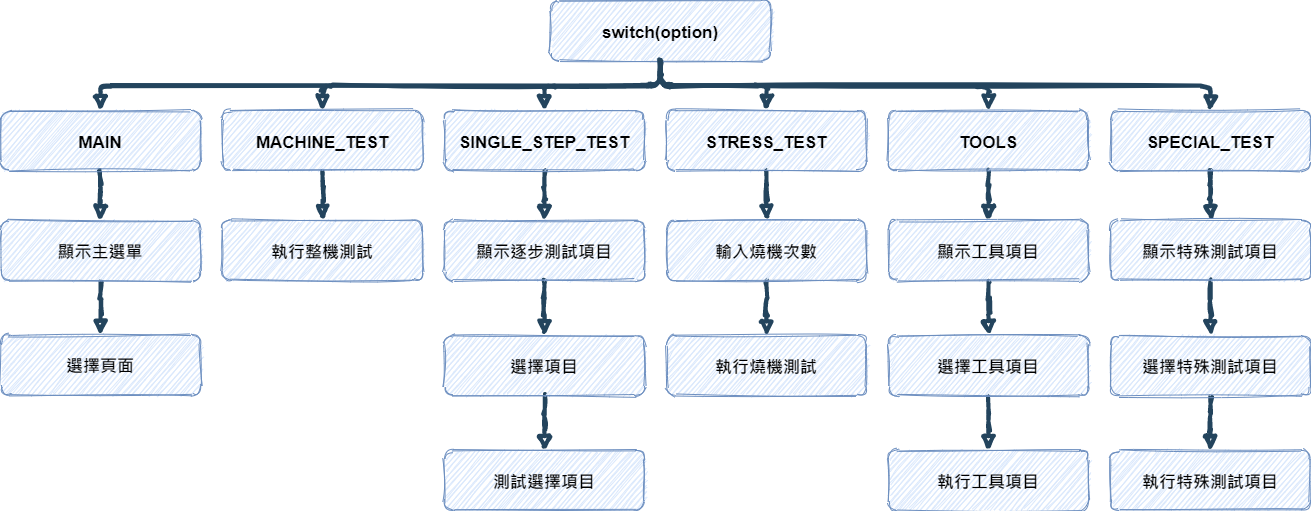 switch(option)
MAIN
MACHINE_TEST
SINGLE_STEP_TEST
STRESS_TEST
TOOLS
SPECIAL_TEST
顯示主選單
執行整機測試
顯示逐步測試項目
輸入燒機次數
顯示工具項目
顯示特殊測試項目
選擇頁面
選擇項目
執行燒機測試
選擇工具項目
選擇特殊測試項目
測試選擇項目
執行工具項目
執行特殊測試項目